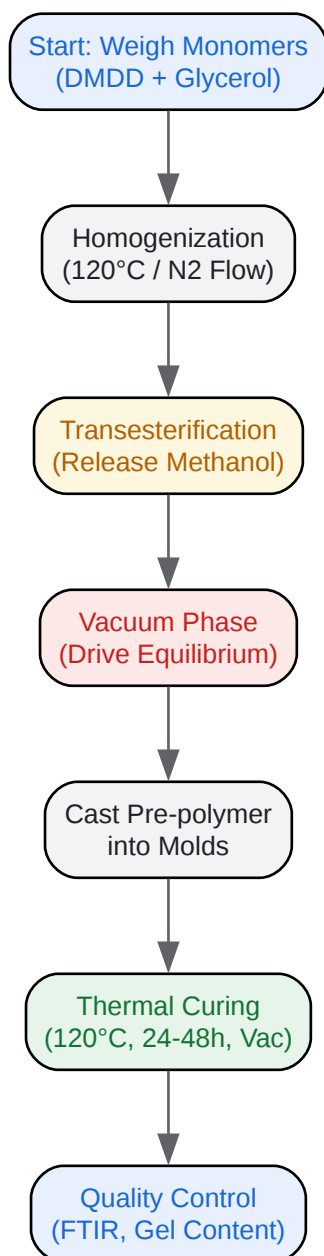 Start: Weigh Monomers
(DMDD + Glycerol)
Homogenization
(120°C / N2 Flow)
Transesterification
(Release Methanol)
Vacuum Phase
(Drive Equilibrium)
Cast Pre-polymer
into Molds
Thermal Curing
(120°C, 24-48h, Vac)
Quality Control
(FTIR, Gel Content)